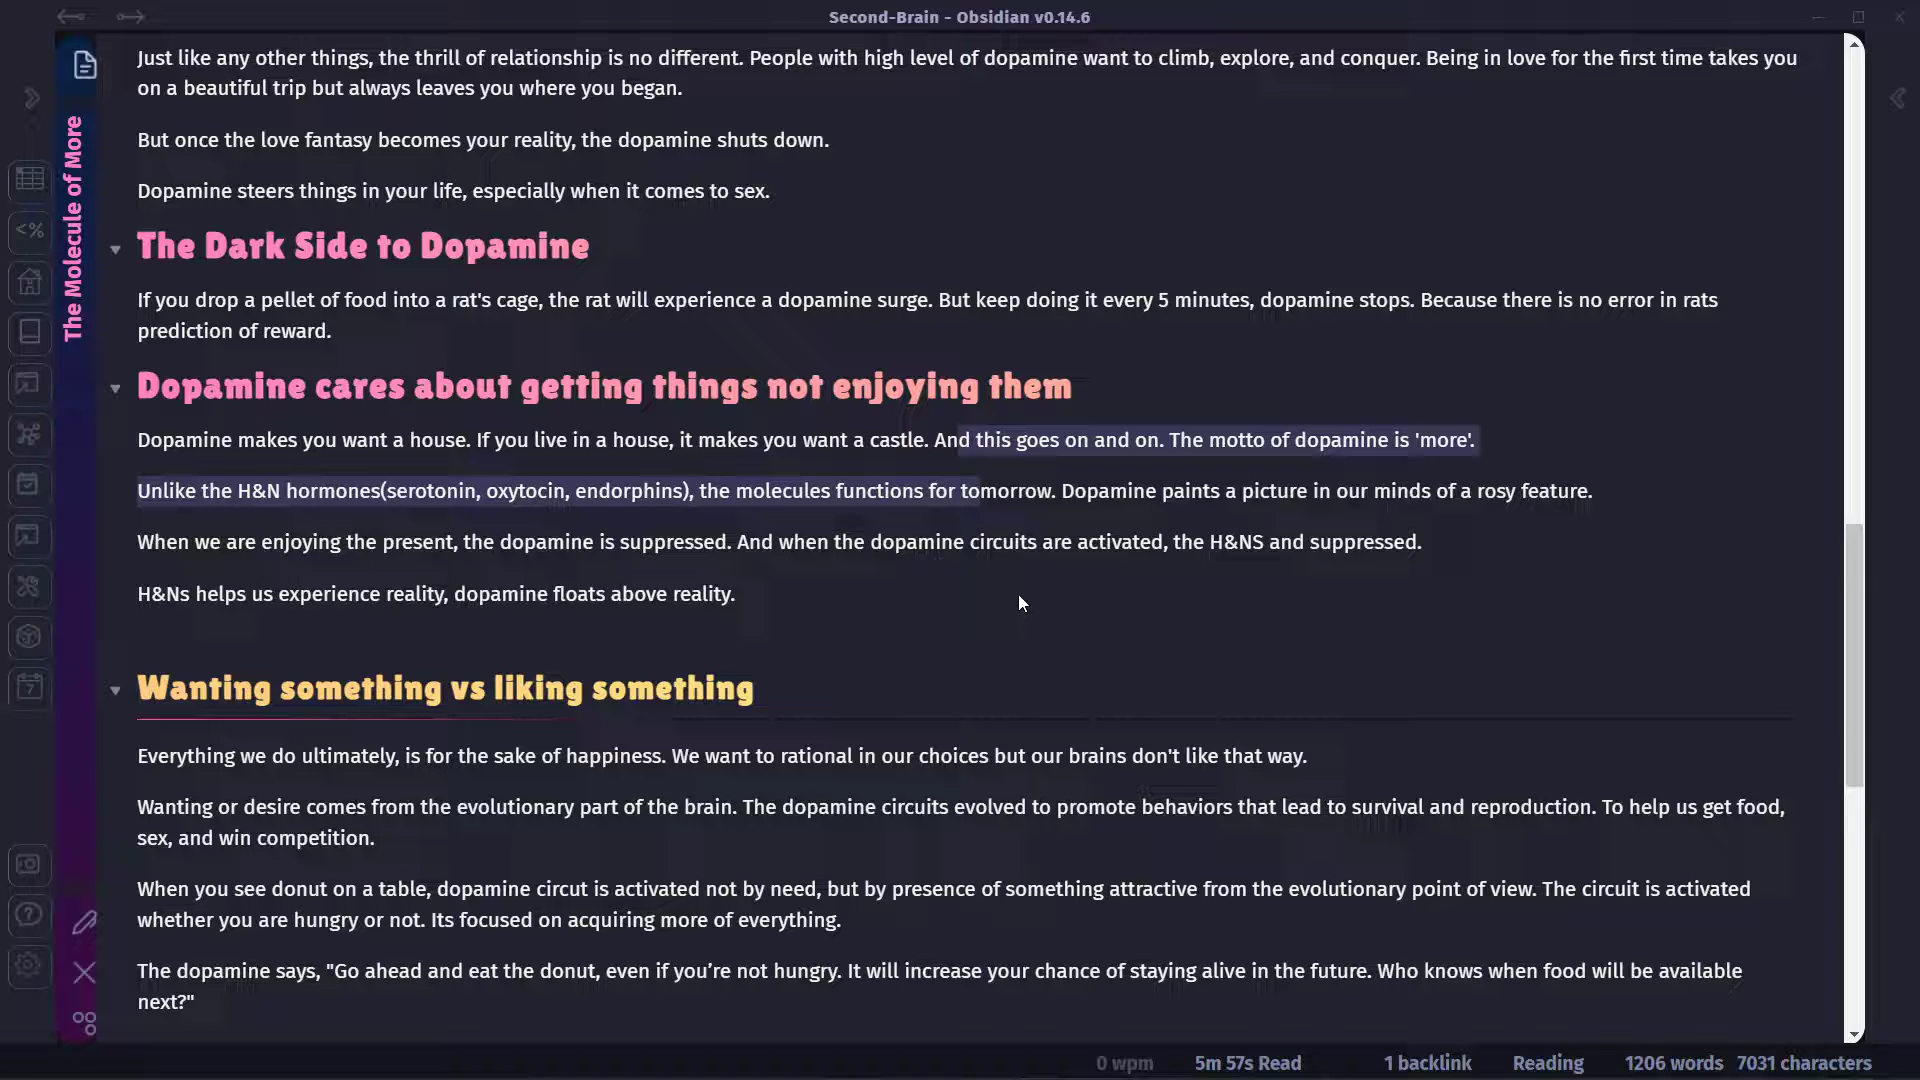 Second-Brain - Obsidian v0.14.6
The Molecule of More
<%
7
Just like any other things, the thrill of relationship is no different. People with high level of dopamine want to climb, explore, and conquer. Being in love for the first time takes you
on a beautiful trip but always leaves you where you began.
But once the love fantasy becomes your reality, the dopamine shuts down.
Dopamine steers things in your life, especially when it comes to sex.
The Dark Side to Dopamine
If you drop a pellet of food into a rat's cage, the rat will experience a dopamine surge. But keep doing it every 5 minutes, dopamine stops. Because there is no error in rats
prediction of reward.
Dopamine cares about getting things not enjoying them
Dopamine makes you want a house. If you live in a house, it makes you want a castle. And this goes on and on. The motto of dopamine is 'more'.
Unlike the H&N hormones(serotonin, oxytocin, endorphins), the molecules functions for tomorrow. Dopamine paints a picture in our minds of a rosy feature.
When we are enjoying the present, the dopamine is suppressed. And when the dopamine circuits are activated, the H&NS and suppressed.
H&Ns helps us experience reality, dopamine floats above reality.
Wanting something vs liking something
Everything we do ultimately, is for the sake of happiness. We want to rational in our choices but our brains don't like that way.
Wanting or desire comes from the evolutionary part of the brain. The dopamine circuits evolved to promote behaviors that lead to survival and reproduction. To help us get food,
sex, and win competition.
When you see donut on a table, dopamine circut is activated not by need, but by presence of something attractive from the evolutionary point of view. The circuit is activated
whether you are hungry or not. Its focused on acquiring more of everything.
The dopamine says, "Go ahead and eat the donut, even if you’re not hungry. It will increase your chance of staying alive in the future. Who knows when food will be available
next?"
0 wpm 5m 57s Read 1 backlink Reading 1206 words 7031 characters